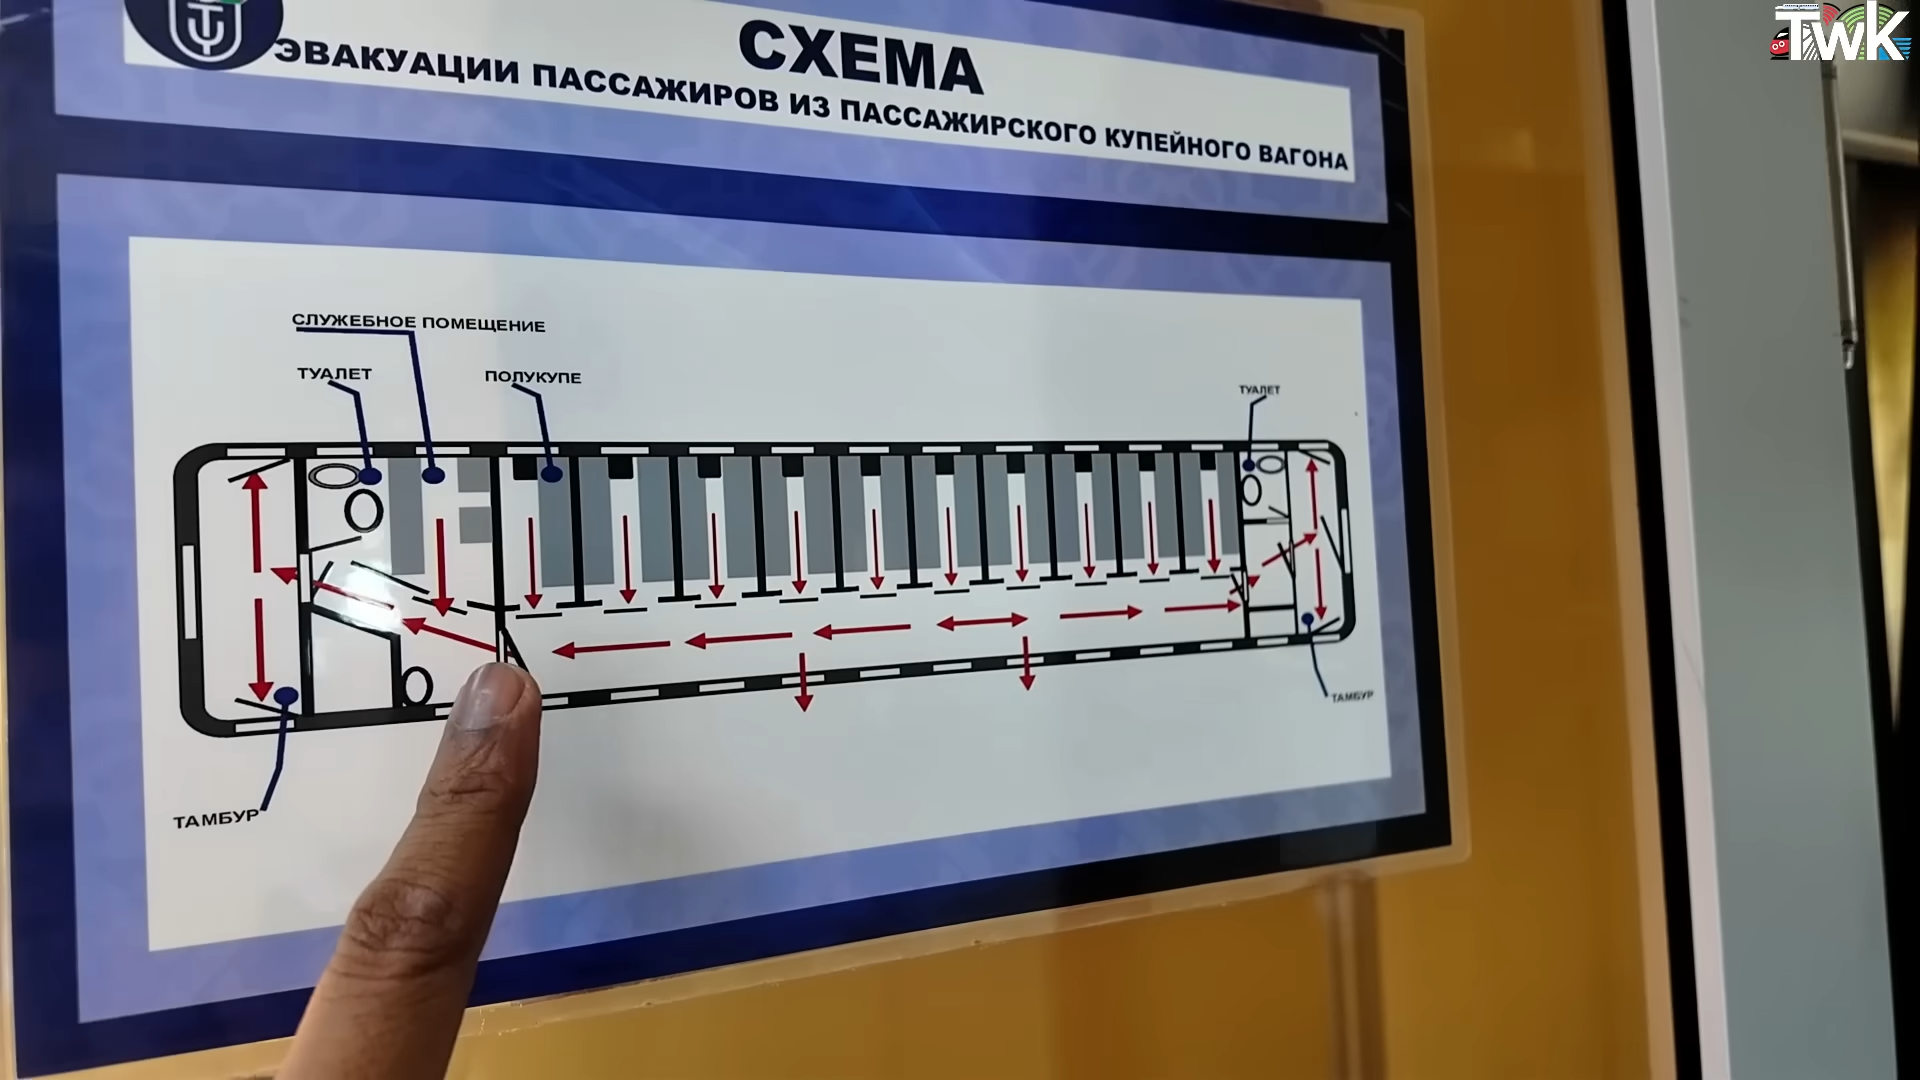 СХЕМА
ЭВАКУАЦИИ ПАССАЖИРОВ ИЗ ПАССАЖИРСКОГО КУПЕЙНОГО ВАГОНА
СЛУЖЕБНОЕ ПОМЕЩЕНИЕ
ТУАЛЕТ
ПОЛУКУПЕ
ТУАЛЕТ
ТАМБУР
ТАМБУР
Twk